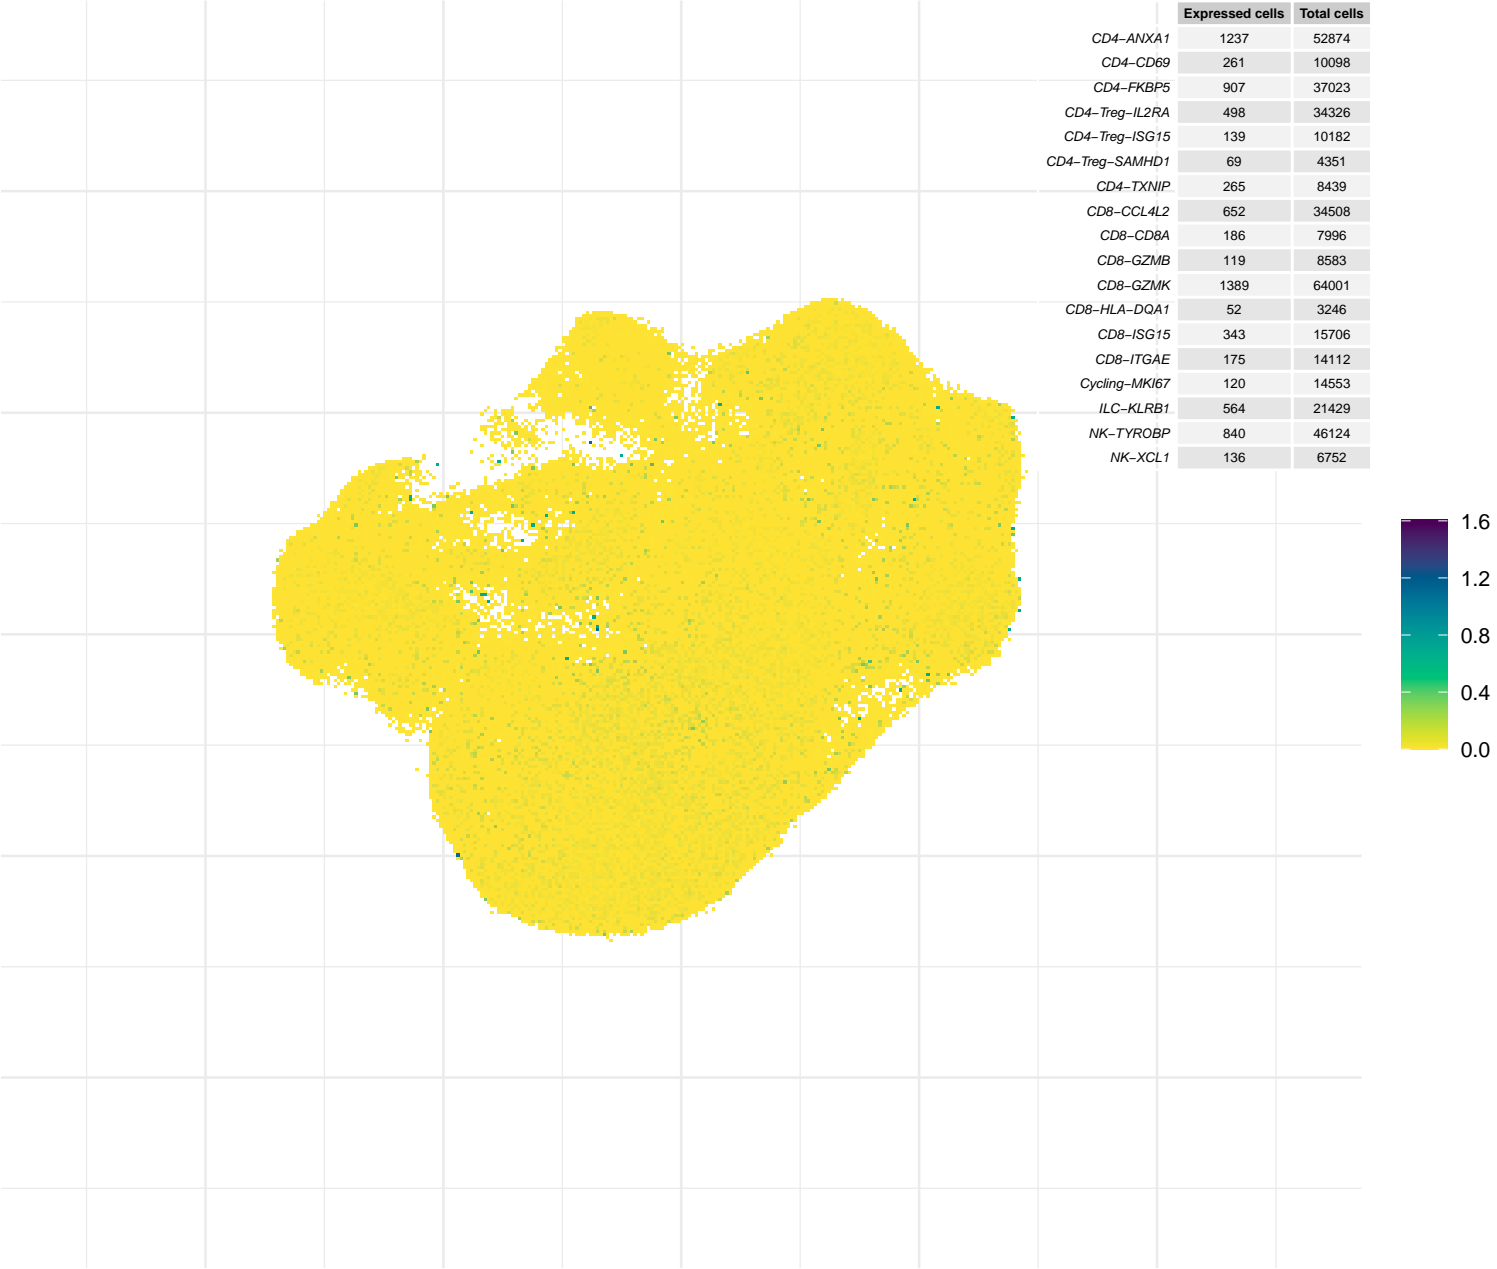 Expressed cells Total cells
CD4−ANXA1 1237 52874
CD4−CD69 261 10098
CD4−FKBP5 907 37023
CD4−Treg−IL2RA 498 34326
CD4−Treg−ISG15 139 10182
CD4−Treg−SAMHD1 69 4351
CD4−TXNIP 265 8439
CD8−CCL4L2 652 34508
CD8−CD8A 186 7996
CD8−GZMB 119 8583
CD8−GZMK 1389 64001
CD8−HLA−DQA1 52 3246
CD8−ISG15 343 15706
CD8−ITGAE 175 14112
Cycling−MKI67 120 14553
ILC−KLRB1 564 21429
NK−TYROBP 840 46124
NK−XCL1 136 6752
1.6
1.2
0.8
0.4
0.0